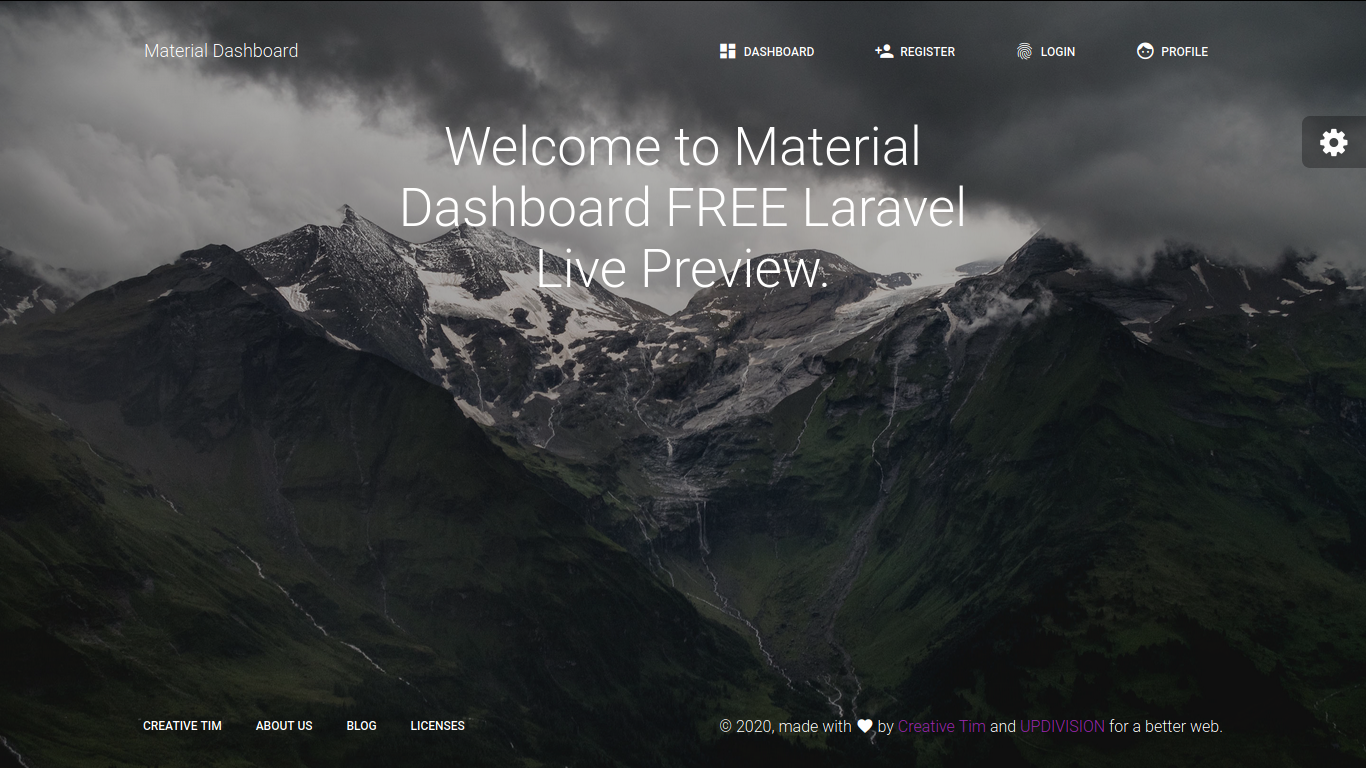 Material Dashboard
DASHBOARD
REGISTER
LOGIN
PROFILE
Welcome to Material
Dashboard FREE Laravel
Live Preview.
CREATIVE TIM
ABOUT US
BLOG
LICENSES
© 2020, made with ♥ by Creative Tim and UPDIVISION for a better web.